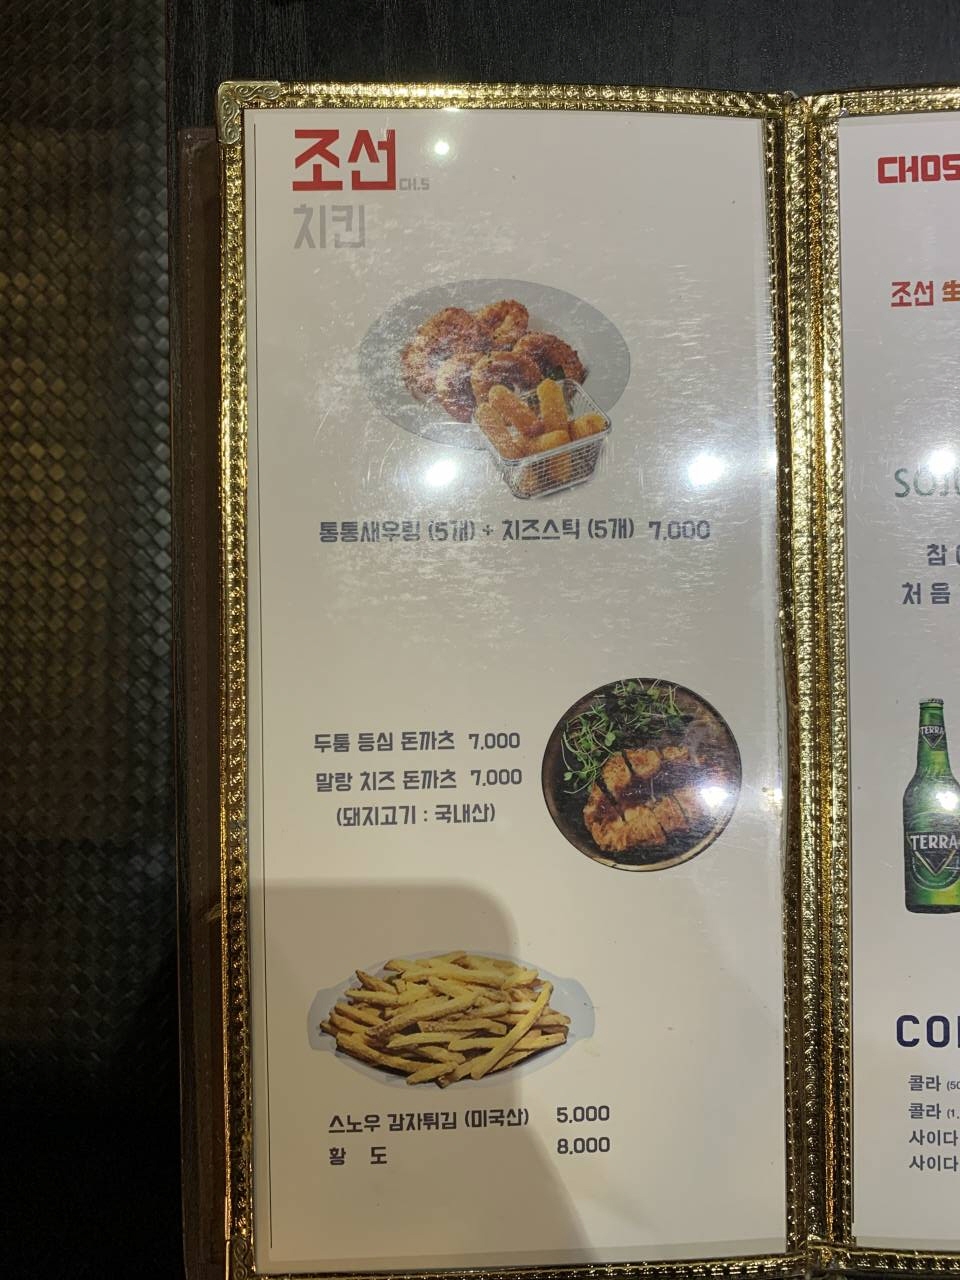 조선
CH.5
치킨
통통새우링 (5개) + 치즈스틱 (5개) 7,000
두툼 등심 돈까츠 7,000
말랑 치즈 돈까츠 7,000
(돼지고기 : 국내산)
스노우 감자튀김 (미국산) 5,000
황 도 8,000
조선 生
참
처음
TERRA
TERRA
콜라
콜라
사이다
사이다